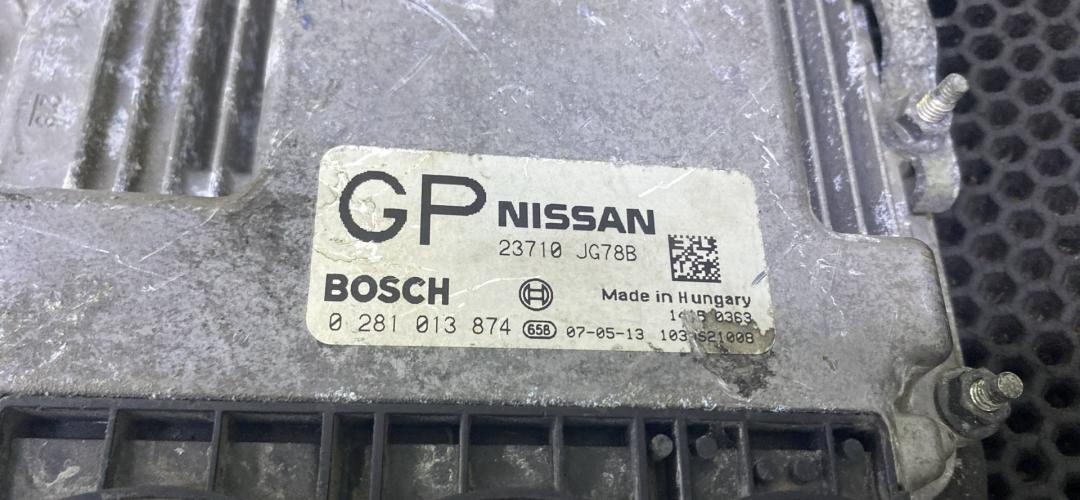 GP NISSAN
23710 JG78B
BOSCH
Made in Hungary
0 281 013 874 658 07-05-13